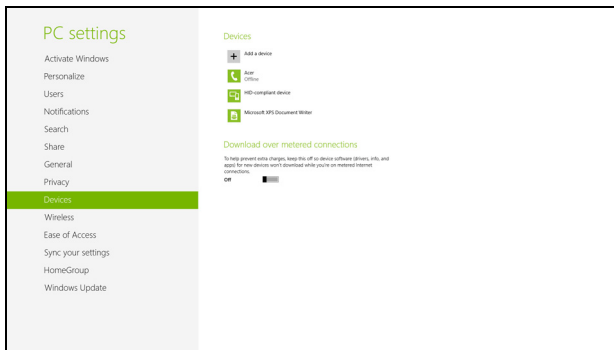 PC settings
Activate Windows
Personalize
Users
Notifications
Search
Share
General
Privacy
Devices
Wireless
Ease of Access
Sync your settings
HomeGroup
Windows Update
Devices
Add a device
Acer
Offline
HID-compliant device
Microsoft XPS Document Writer
Download over metered connections
To help prevent extra charges, keep this off so device software (drivers, info, and
apps) for new devices won't download while you're on metered Internet
connections.
Off